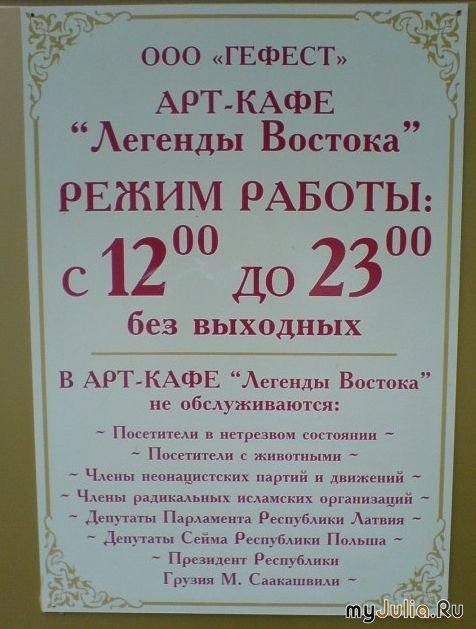 ООО «ГЕФЕСТ»
АРТ-КАФЕ
“Легенды Востока”
РЕЖИМ РАБОТЫ:
с 12⁰⁰ до 23⁰⁰
без выходных
В АРТ-КАФЕ “Легенды Востока”
не обслуживаются:
~ Посетители в нетрезвом состоянии ~
~ Посетители с животными ~
~ Члены неонацистских партий и движений ~
~ Члены радикальных исламских организаций ~
~ Депутаты Парламента Республики Латвия ~
~ Депутаты Сейма Республики Польша ~
~ Президент Республики
Грузия М. Саакашвили ~
myJulia.Ru